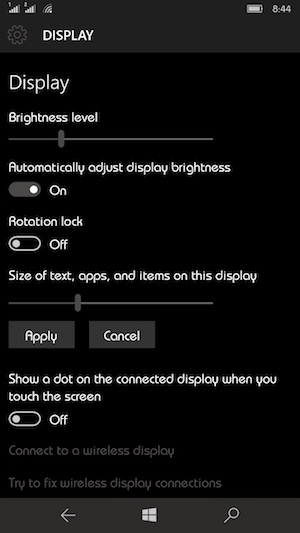 8:44
DISPLAY
Display
Brightness level
Automatically adjust display brightness
On
Rotation lock
Off
Size of text, apps, and items on this display
Apply Cancel
Show a dot on the connected display when you
touch the screen
Off
Connect to a wireless display
Try to fix wireless display connections